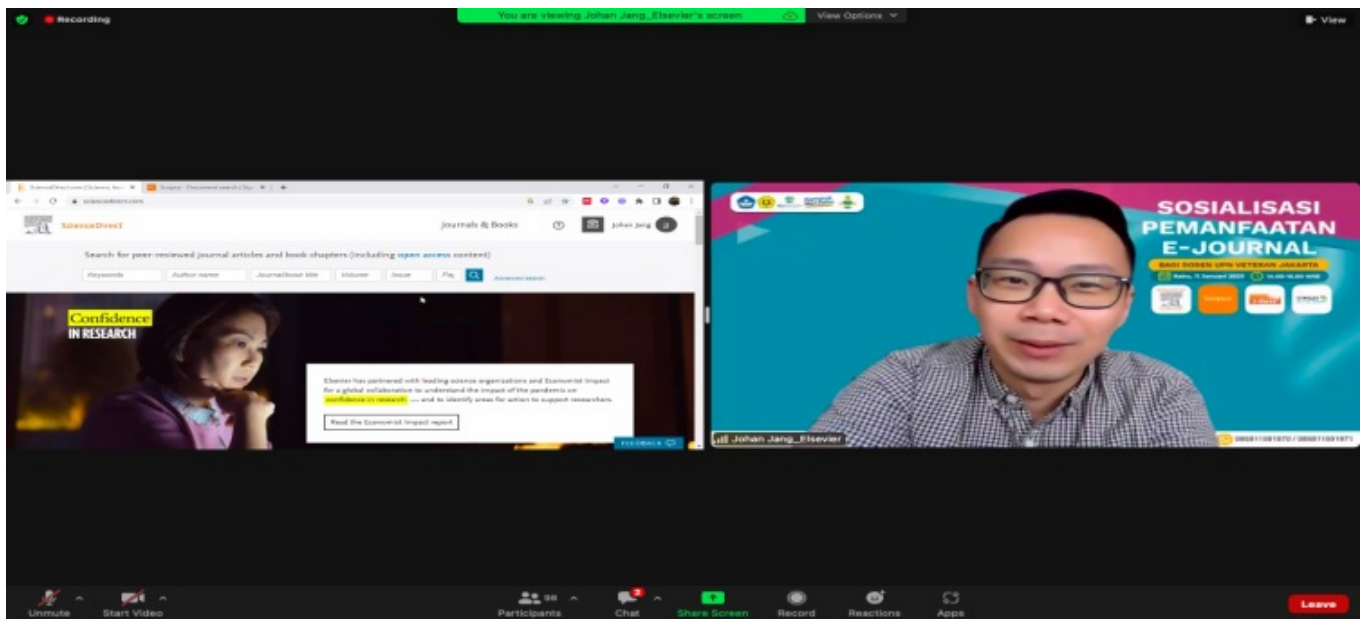 Recording
You are viewing Johan Jang_Elsevier's screen
View Options
View
sciencedirect.com
ScienceDirect
Journals & Books
Johan Jang
Search for peer-reviewed journal articles and book chapters (including open access content)
Keywords
Author name
Journal/book title
Volume
Issue
Advanced search
Confidence
IN RESEARCH
Elsevier has partnered with leading science organizations and Economist Impact
for a global collaboration to understand the impact of the pandemic on
confidence in research — and to identify areas for action to support researchers
Read the Economist Impact report
FEEDBACK
SOSIALISASI
PEMANFAATAN
E-JOURNAL
BAGI DOSEN UPN VETERAN JAKARTA
Scopus
Johan Jang_Elsevier
Unmute
Start Video
98
Participants
2
Chat
Share Screen
Record
Reactions
Apps
Leave